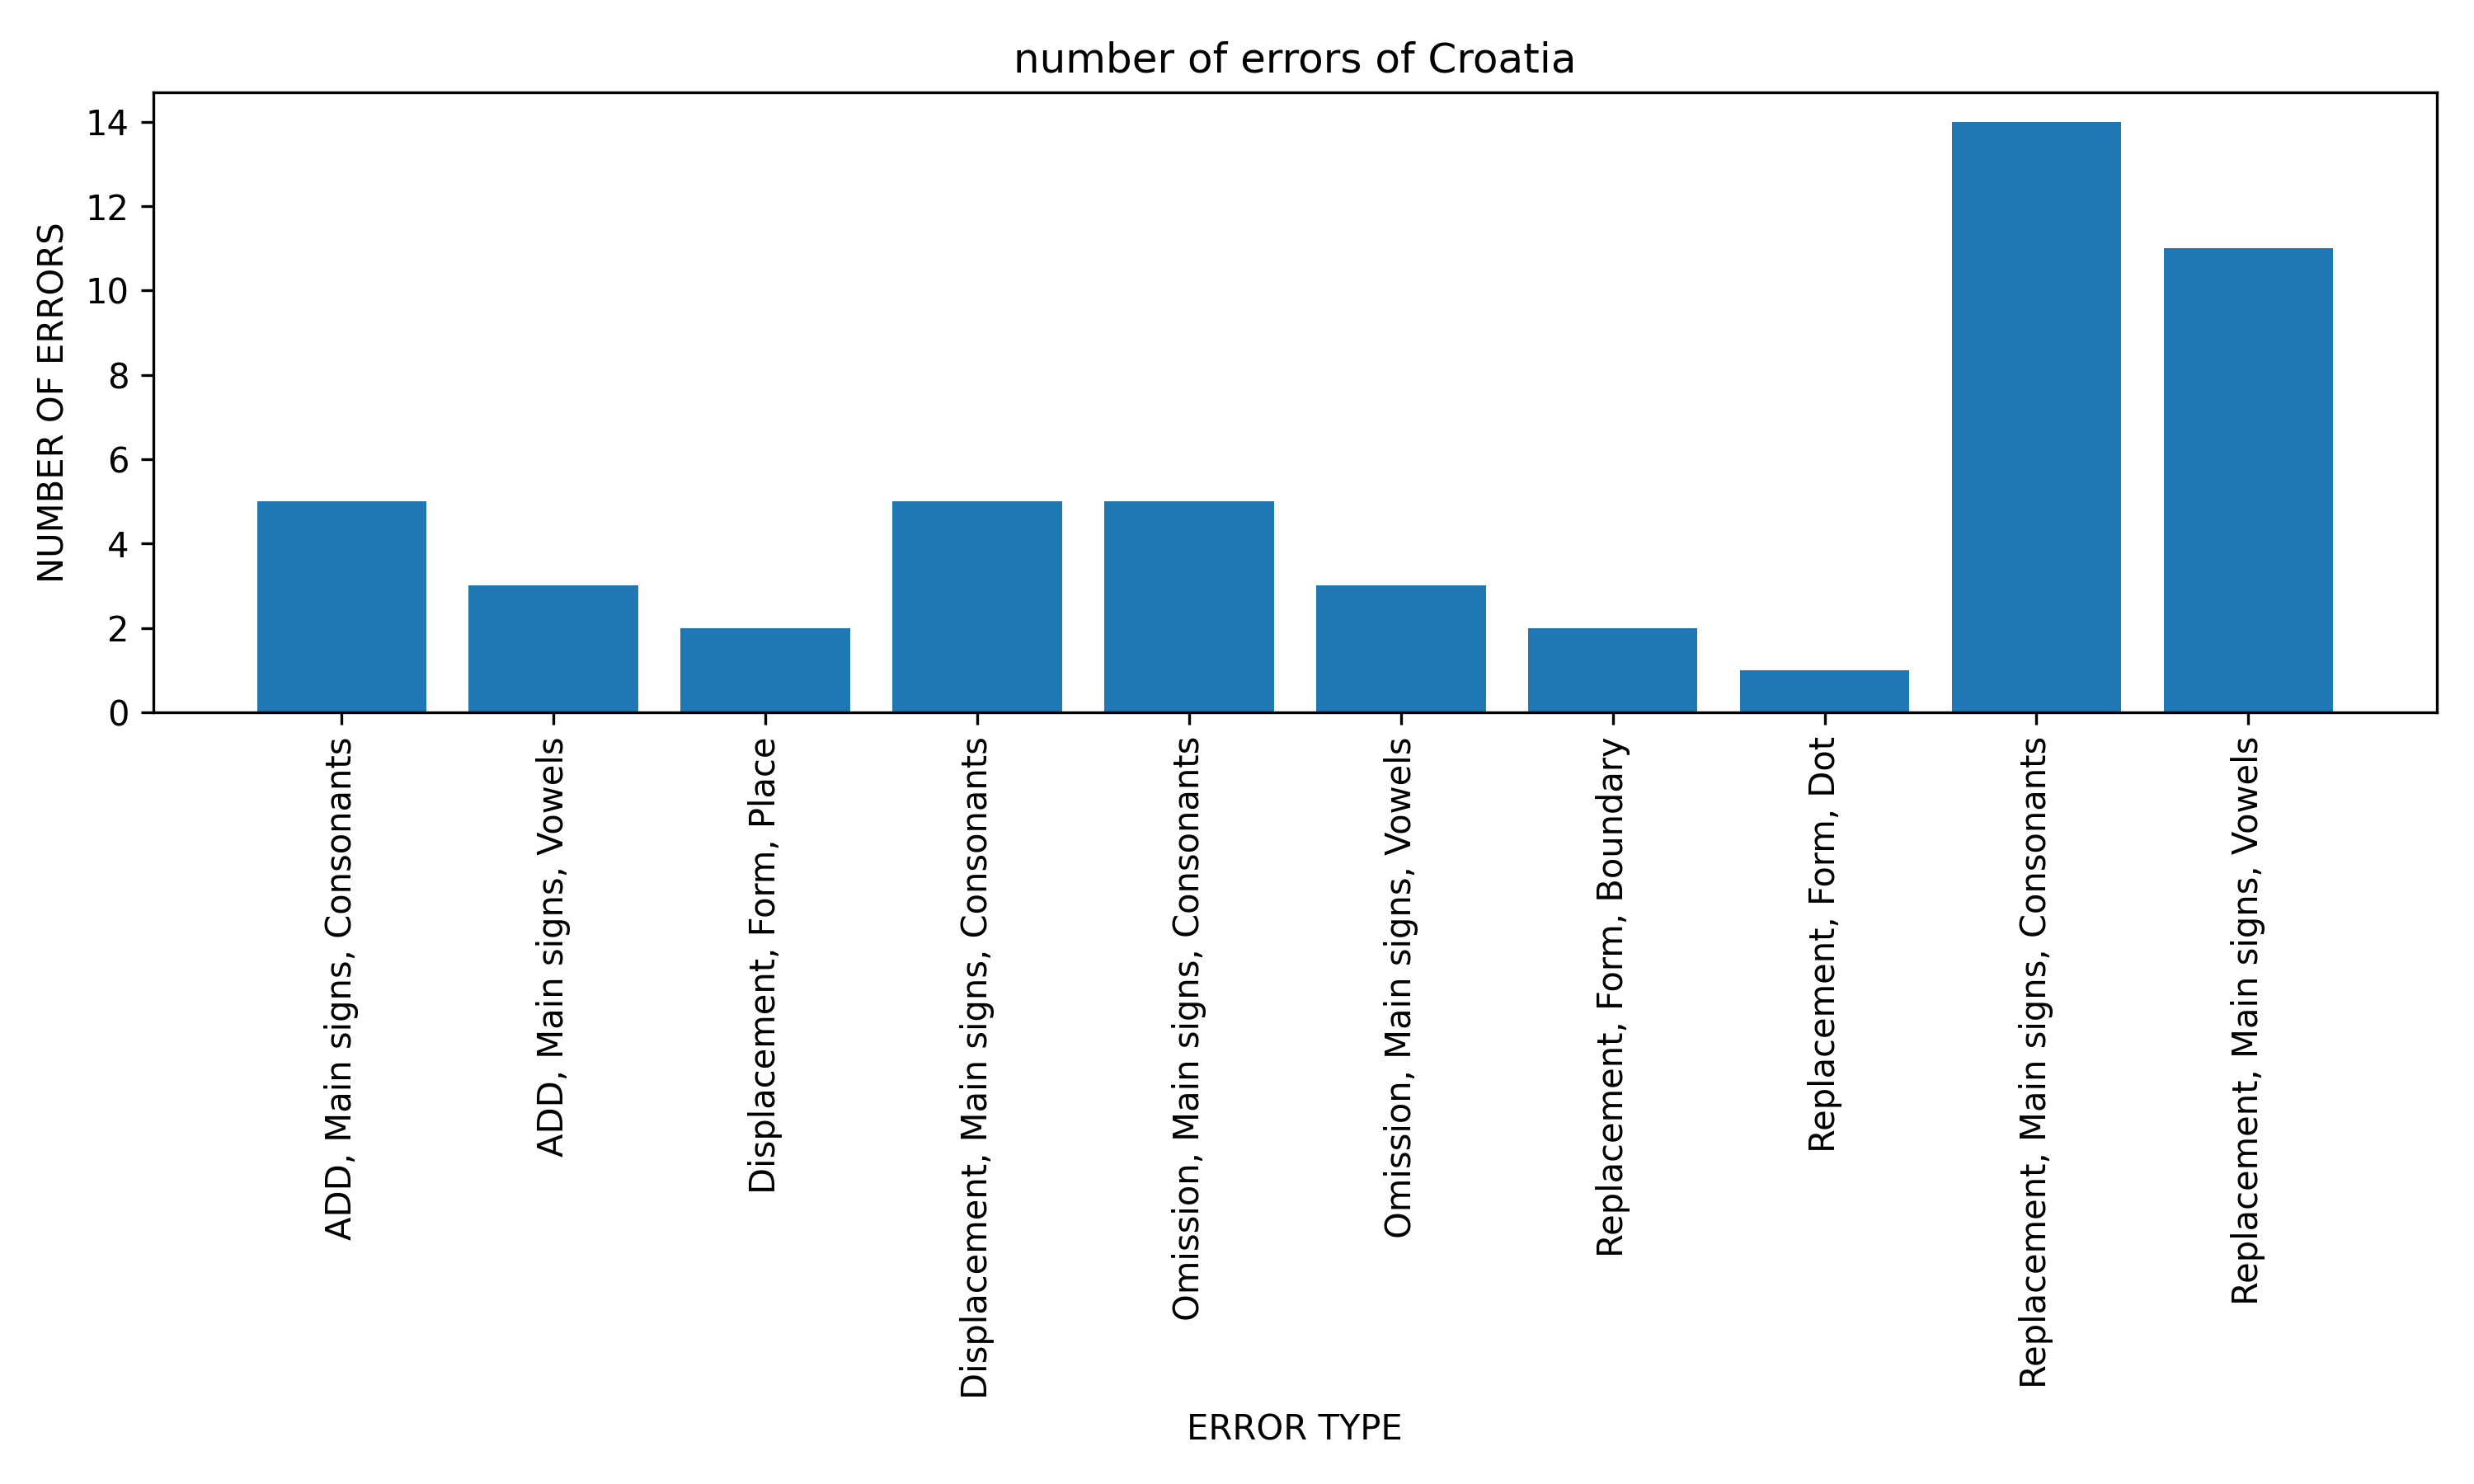 number of errors of Croatia
NUMBER OF ERRORS
14
12
10
8
6
4
2
0
ADD, Main signs, Consonants
ADD, Main signs, Vowels
Displacement, Form, Place
Displacement, Main signs, Consonants
Omission, Main signs, Consonants
Omission, Main signs, Vowels
Replacement, Form, Boundary
Replacement, Form, Dot
Replacement, Main signs, Consonants
Replacement, Main signs, Vowels
ERROR TYPE